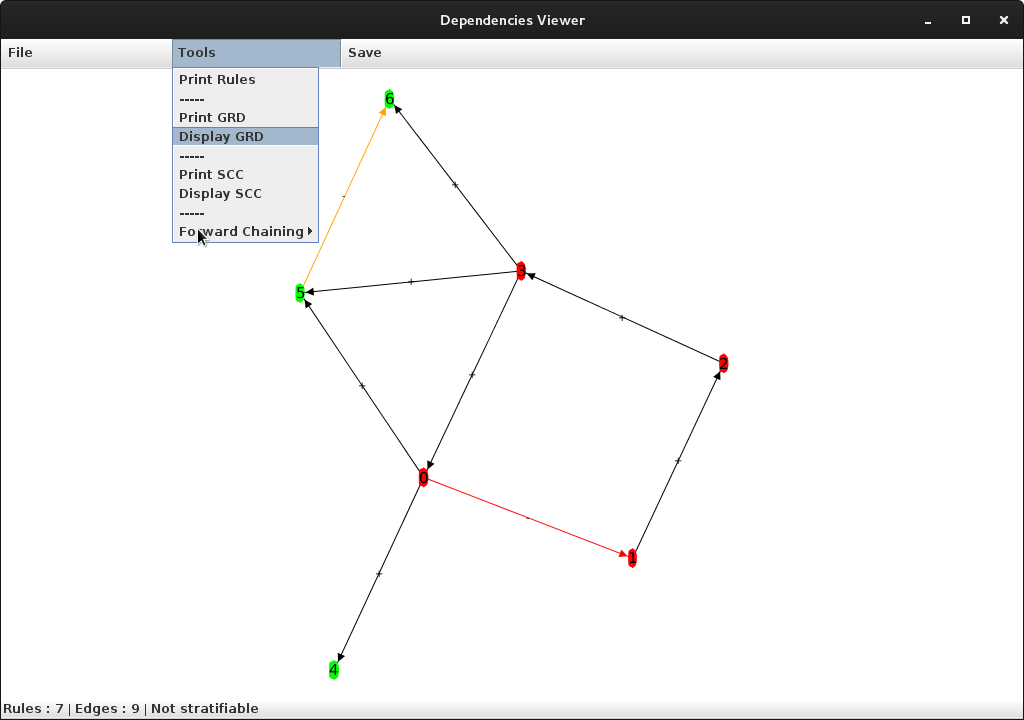 Dependencies Viewer
File Tools Save
Print Rules
-----
Print GRD
Display GRD
-----
Print SCC
Display SCC
-----
Forward Chaining
6
+
-
3
5
+
+
2
+
+
+
0
-
1
+
4
Rules : 7 | Edges : 9 | Not stratifiable